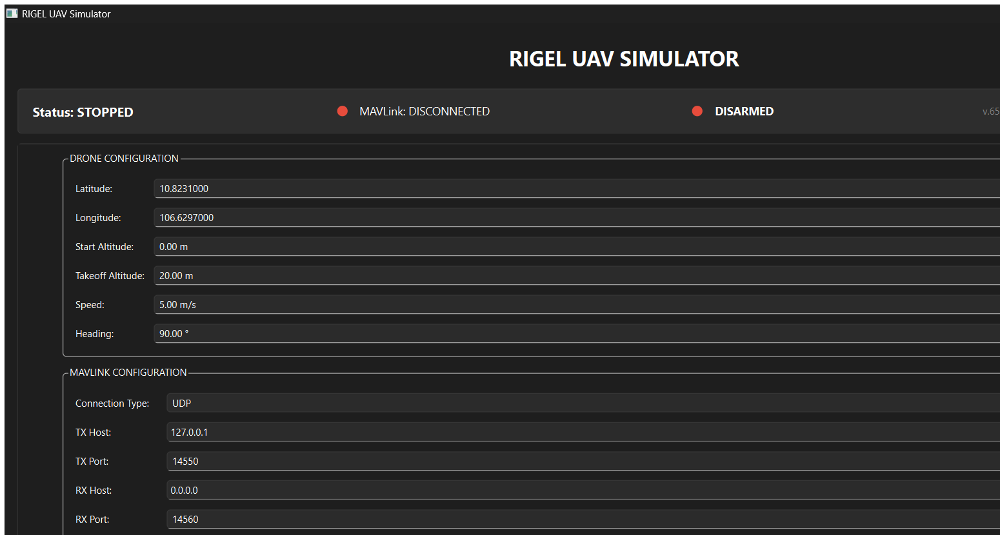 RIGEL UAV Simulator
RIGEL UAV SIMULATOR
Status: STOPPED MAVLink: DISCONNECTED DISARMED v.65
DRONE CONFIGURATION
Latitude: 10.8231000
Longitude: 106.6297000
Start Altitude: 0.00 m
Takeoff Altitude: 20.00 m
Speed: 5.00 m/s
Heading: 90.00 °
MAVLINK CONFIGURATION
Connection Type: UDP
TX Host: 127.0.0.1
TX Port: 14550
RX Host: 0.0.0.0
RX Port: 14560